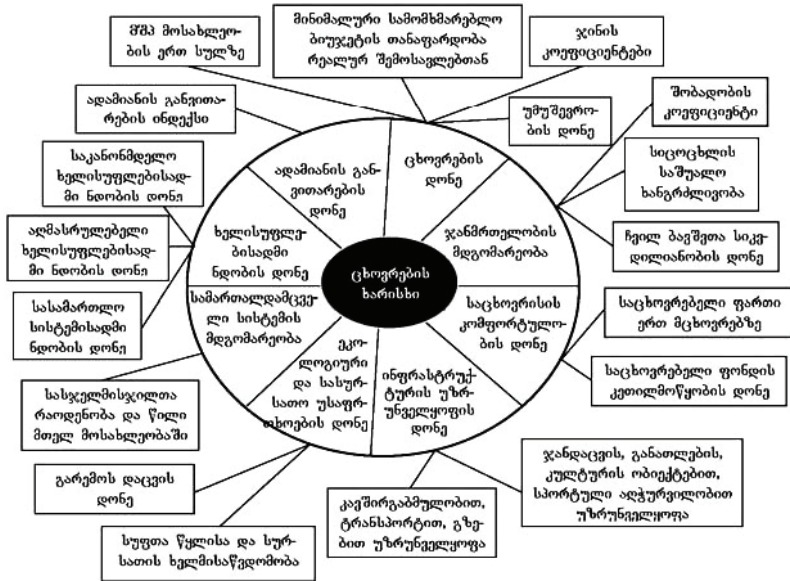 მშპ მოსახლეო-
ბის ერთ სულზე
მინიმალური სამომხმარებლო
ბიუჯეტის თანაფარდობა
რეალურ შემოსავლებთან
ჯინის
კოეფიციენტები
ადამიანის განვითა-
რების ინდექსი
უმუშევრო-
ბის დონე
შობადობის
კოეფიციენტი
საკანონმდელო
ხელისუფლებისად-
მი ნდობის დონე
სიცოცხლის
საშუალო
ხანგრძლივობა
აღმასრულებელი
ხელისუფლებისად-
მი ნდობის დონე
ჩვილ ბავშვთა სიკვ-
დილიანობის დონე
სასამართლო
სისტემისადმი
ნდობის დონე
საცხოვრებელი ფართი
ერთ მცხოვრებზე
სასჯელმისჯილთა
რაოდენობა და წილი
მთელ მოსახლეობაში
საცხოვრებელი ფონდის
კეთილმოწყობის დონე
გარემოს დაცვის
დონე
სუფთა წყლისა და სურ-
სათის ხელმისაწვდომობა
კავშირგაბმულობით,
ტრანსპორტით, გზე-
ბით უზრუნველყოფა
ჯანდაცვის, განათლების,
კულტურის ობიექტებით,
სპორტული აღჭურვილობით
უზრუნველყოფა
ადამიანის გან-
ვითარების
დონე
ცხოვრების
დონე
ხელისუფლე-
ბისადმი
ნდობის დონე
ჯანმრთელობის
მდგომარეობა
ცხოვრების
ხარისხი
სამართალდამცვე-
ლი სისტემის
მდგომარეობა
საცხოვრისის
კომფორტულო-
ბის დონე
ეკო-
ლოგიური
და სასურ-
სათო უსაფრ-
თხოების დონე
ინფრასტრუქ-
ტურის უზრ-
უნველყოფის
დონე